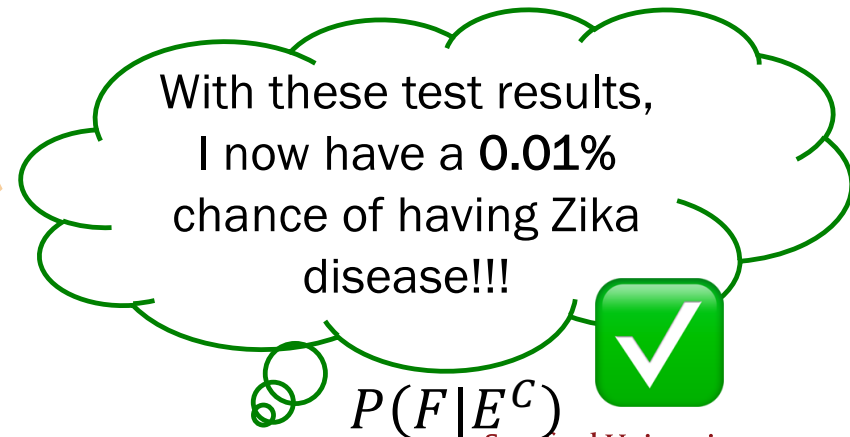 With these test results,
I now have a 0.01%
chance of having Zika
disease!!!
P(F|E^C)